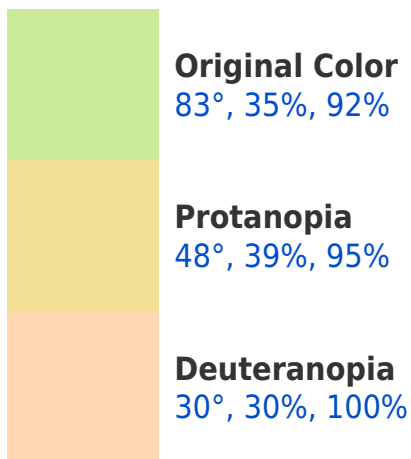 Original Color
83°, 35%, 92%
Protanopia
48°, 39%, 95%
Deuteranopia
30°, 30%, 100%